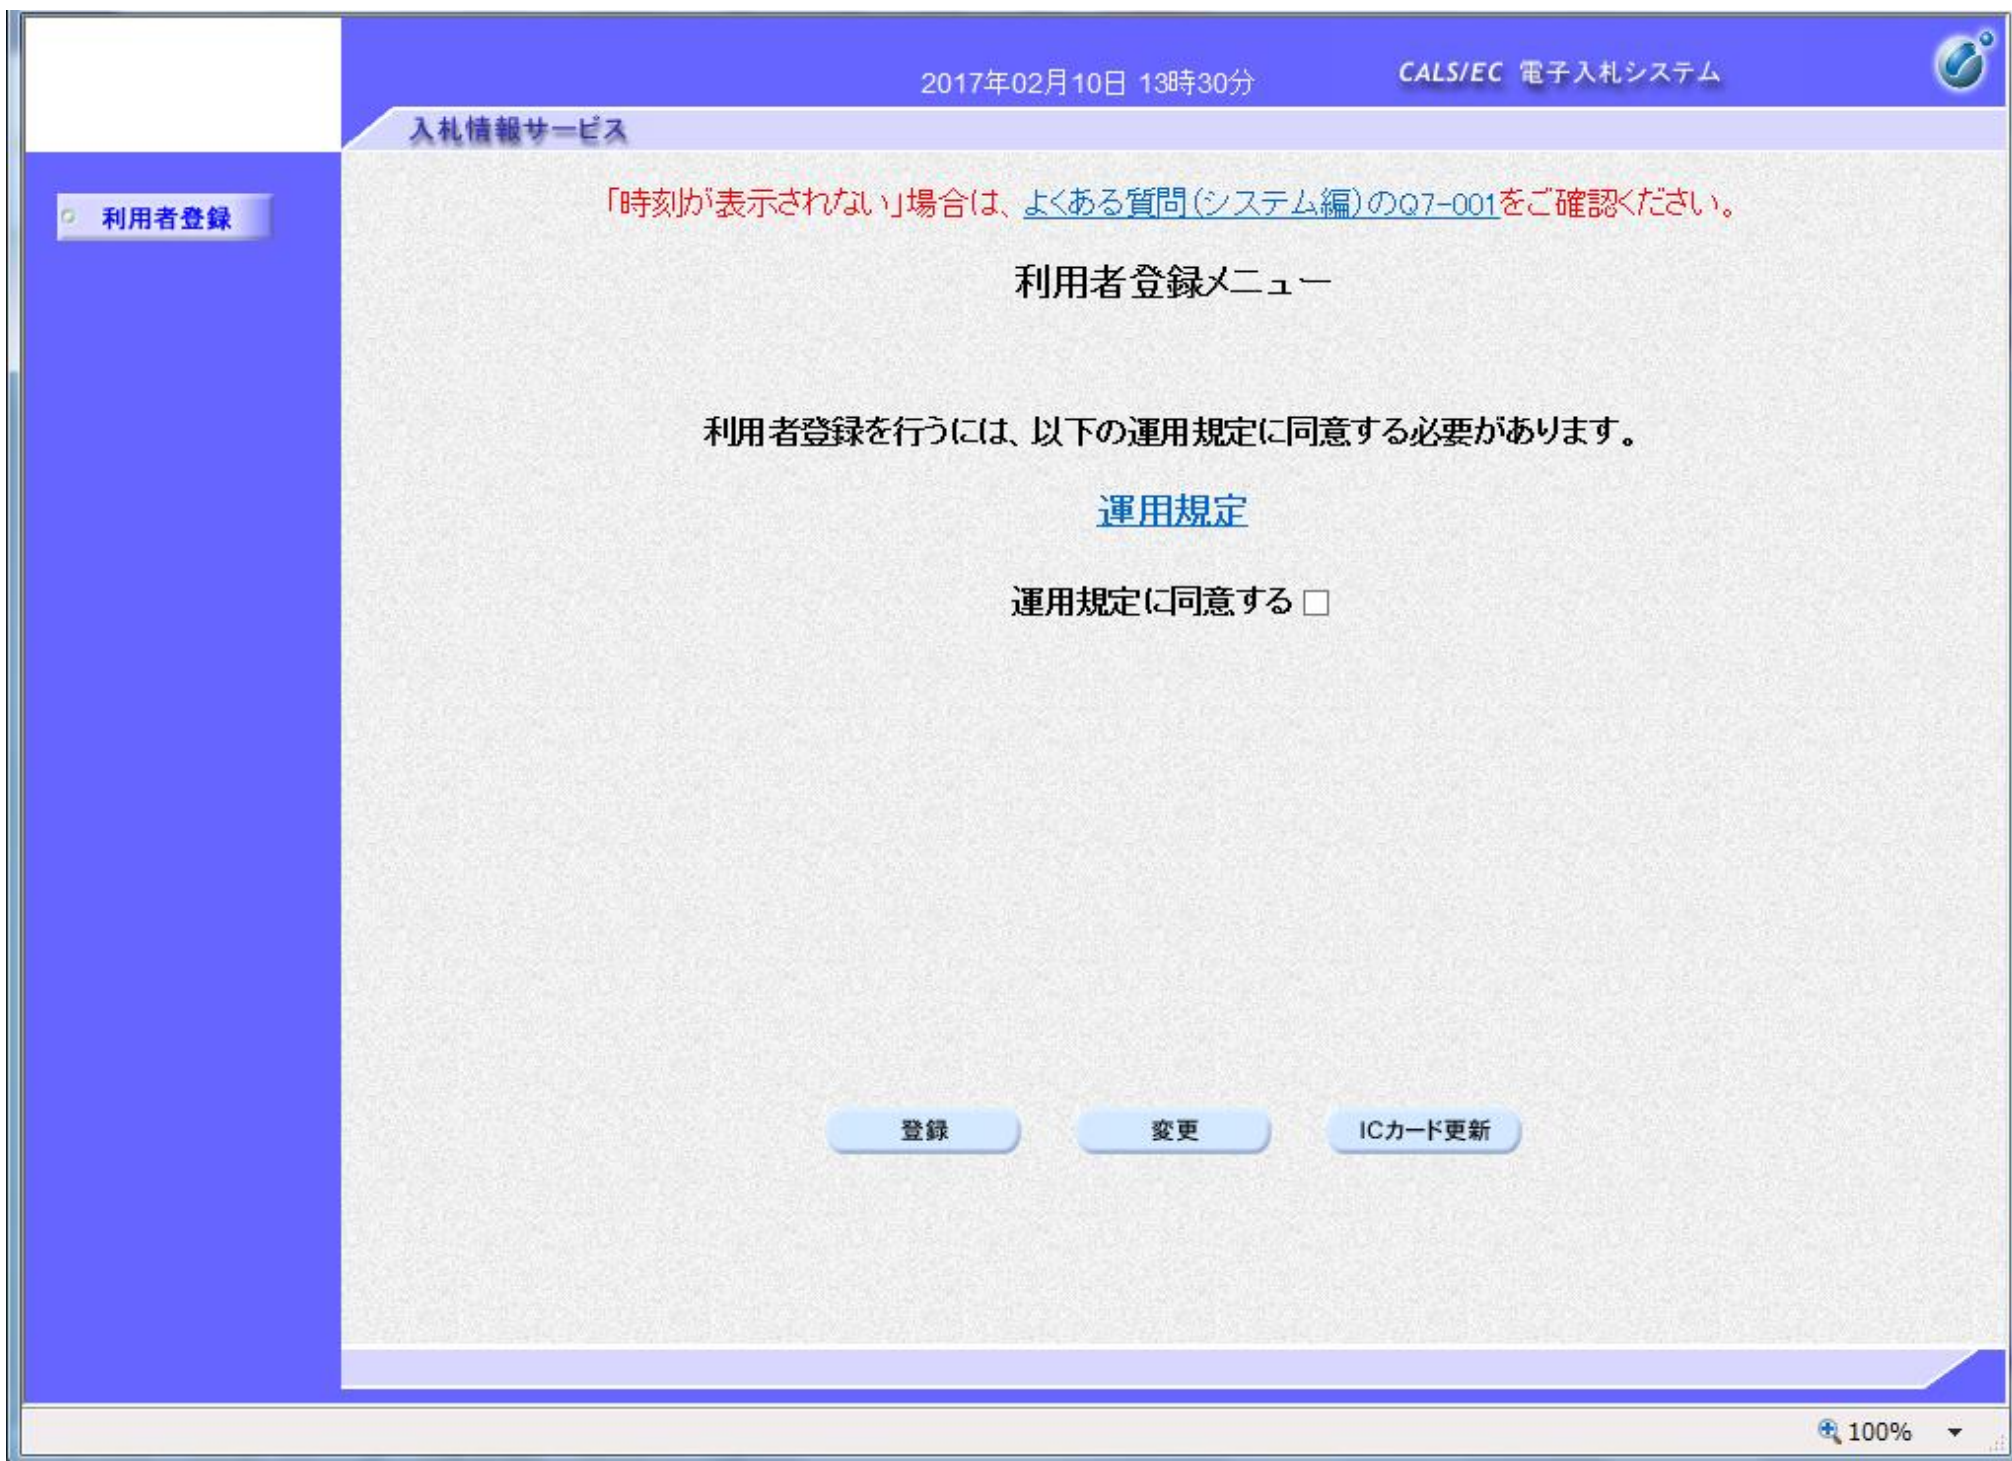 2017年02月10日 13時30分
CALS/EC 電子入札システム
入札情報サービス
利用者登録
「時刻が表示されない」場合は、よくある質問(システム編)のQ7-001をご確認ください。
利用者登録メニュー
利用者登録を行うには、以下の運用規定に同意する必要があります。
運用規定
運用規定に同意する
登録
変更
ICカード更新
100%